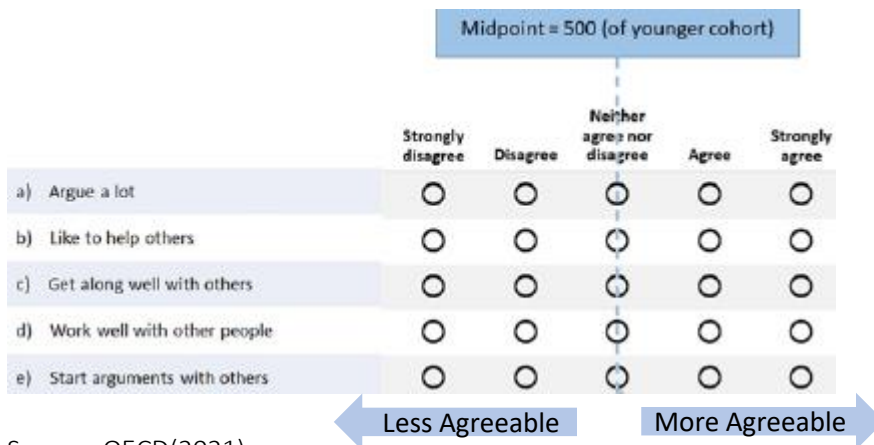 Midpoint = 500 (of younger cohort)
Strongly disagree
Disagree
Neither agree nor disagree
Agree
Strongly agree
a) Argue a lot
b) Like to help others
c) Get along well with others
d) Work well with other people
e) Start arguments with others
Less Agreeable
More Agreeable
OECD(2021)